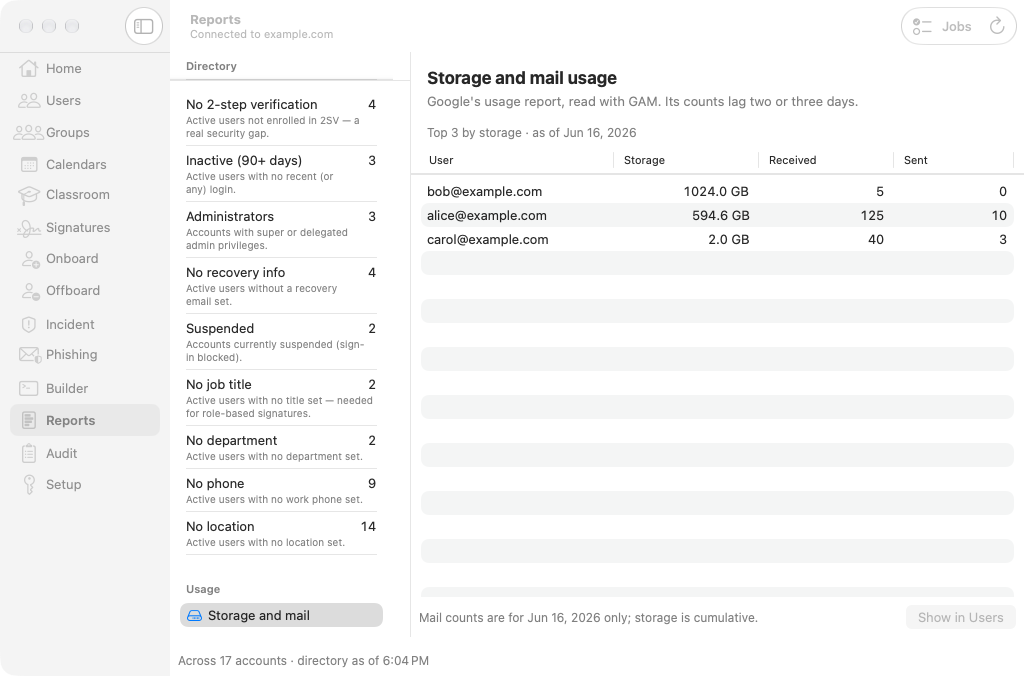 Reports
Connected to example.com
Jobs
Home
Users
Groups
Calendars
Classroom
Signatures
Onboard
Offboard
Incident
Phishing
Builder
Reports
Audit
Setup
Directory
No 2-step verification 4
Active users not enrolled in 2SV — a
real security gap.
Inactive (90+ days) 3
Active users with no recent (or
any) login.
Administrators 3
Accounts with super or delegated
admin privileges.
No recovery info 4
Active users without a recovery
email set.
Suspended 2
Accounts currently suspended (sign-
in blocked).
No job title 2
Active users with no title set — needed
for role-based signatures.
No department 2
Active users with no department set.
No phone 9
Active users with no work phone set.
No location 14
Active users with no location set.
Usage
Storage and mail
Storage and mail usage
Google's usage report, read with GAM. Its counts lag two or three days.
Top 3 by storage · as of Jun 16, 2026
User Storage Received Sent
bob@example.com 1024.0 GB 5 0
alice@example.com 594.6 GB 125 10
carol@example.com 2.0 GB 40 3
Mail counts are for Jun 16, 2026 only; storage is cumulative.
Show in Users
Across 17 accounts · directory as of 6:04 PM